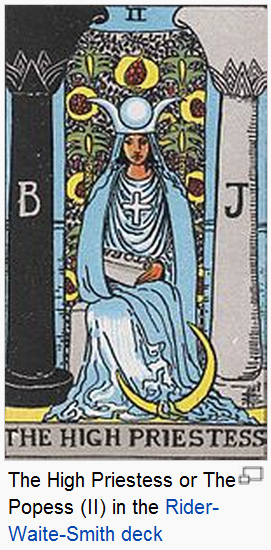 II
B J
THE HIGH PRIESTESS
The High Priestess or The
Popess (II) in the Rider-
Waite-Smith deck